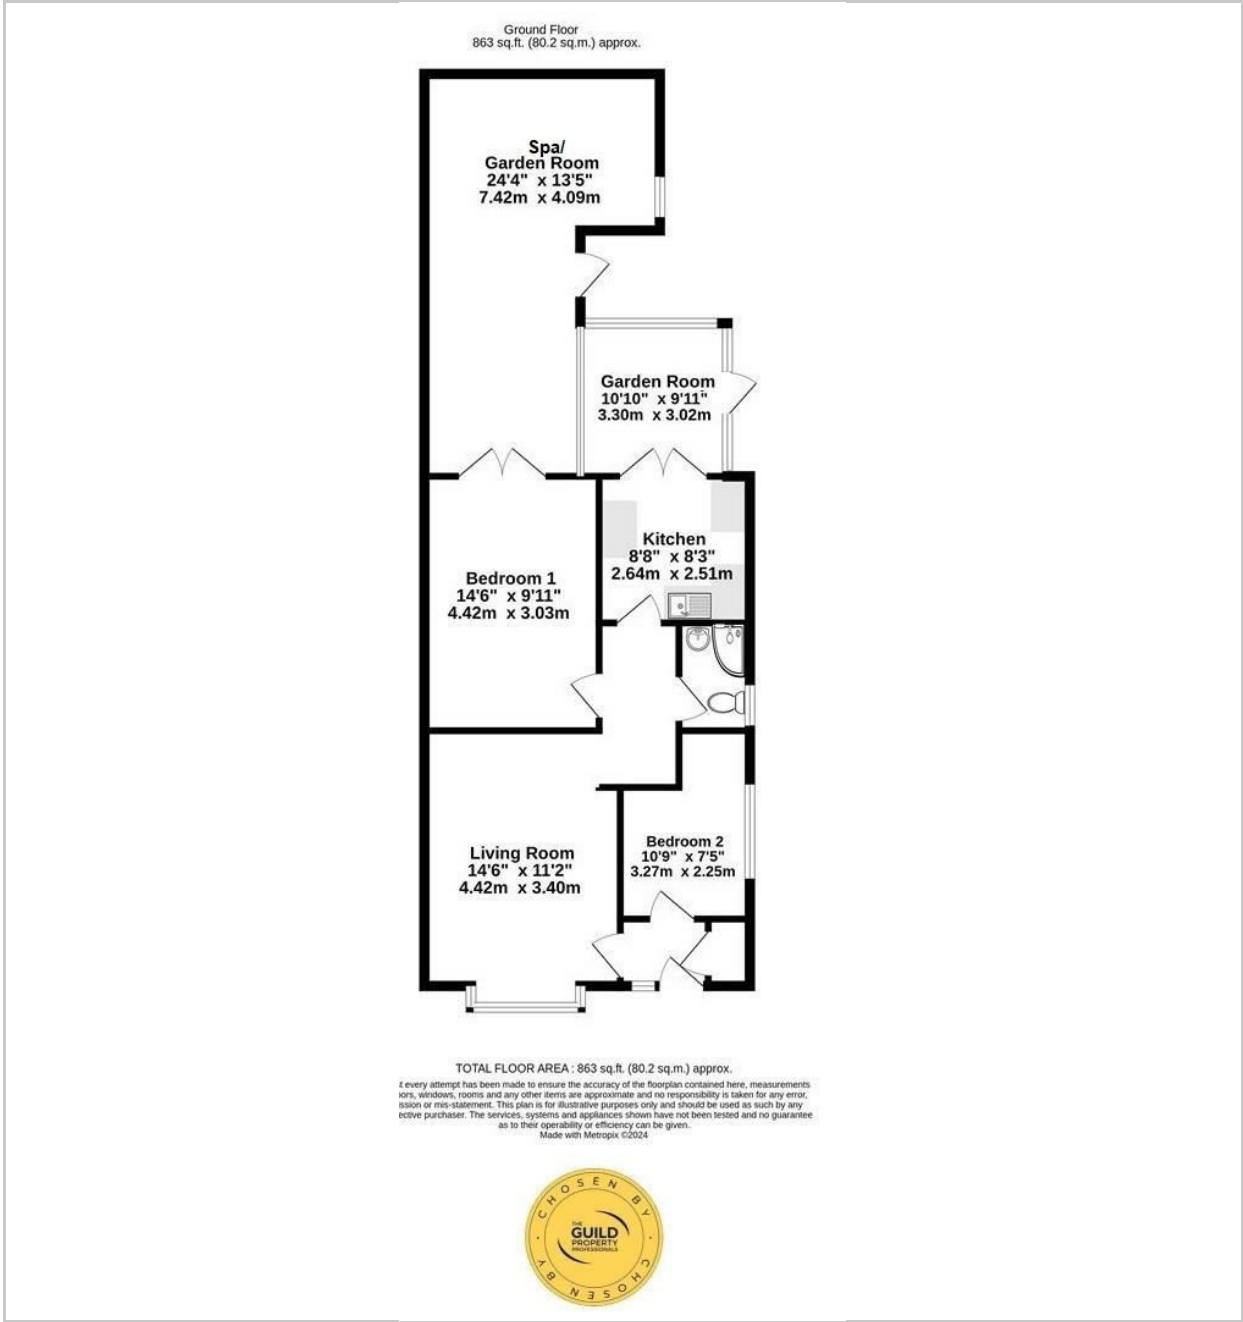 Ground Floor
863 sq.ft. (80.2 sq.m.) approx.
Spa/
Garden Room
24'4" x 13'5"
7.42m x 4.09m
Garden Room
10'10" x 9'11"
3.30m x 3.02m
Kitchen
8'8" x 8'3"
2.64m x 2.51m
Bedroom 1
14'6" x 9'11"
4.42m x 3.03m
Living Room
14'6" x 11'2"
4.42m x 3.40m
Bedroom 2
10'9" x 7'5"
3.27m x 2.25m
TOTAL FLOOR AREA : 863 sq.ft. (80.2 sq.m.) approx.
every attempt has been made to ensure the accuracy of the floorplan contained here, measurements
windows, rooms and any other items are approximate and no responsibility is taken for any error,
or mis-statement. This plan is for illustrative purposes only and should be used as such by any
purchaser. The services, systems and appliances shown have not been tested and no guarantee
as to their operability or efficiency can be given.
Made with Metropix ©2024
CHOSEN BY
THE
GUILD
PROPERTY
PROFESSIONALS
CHOSEN BY